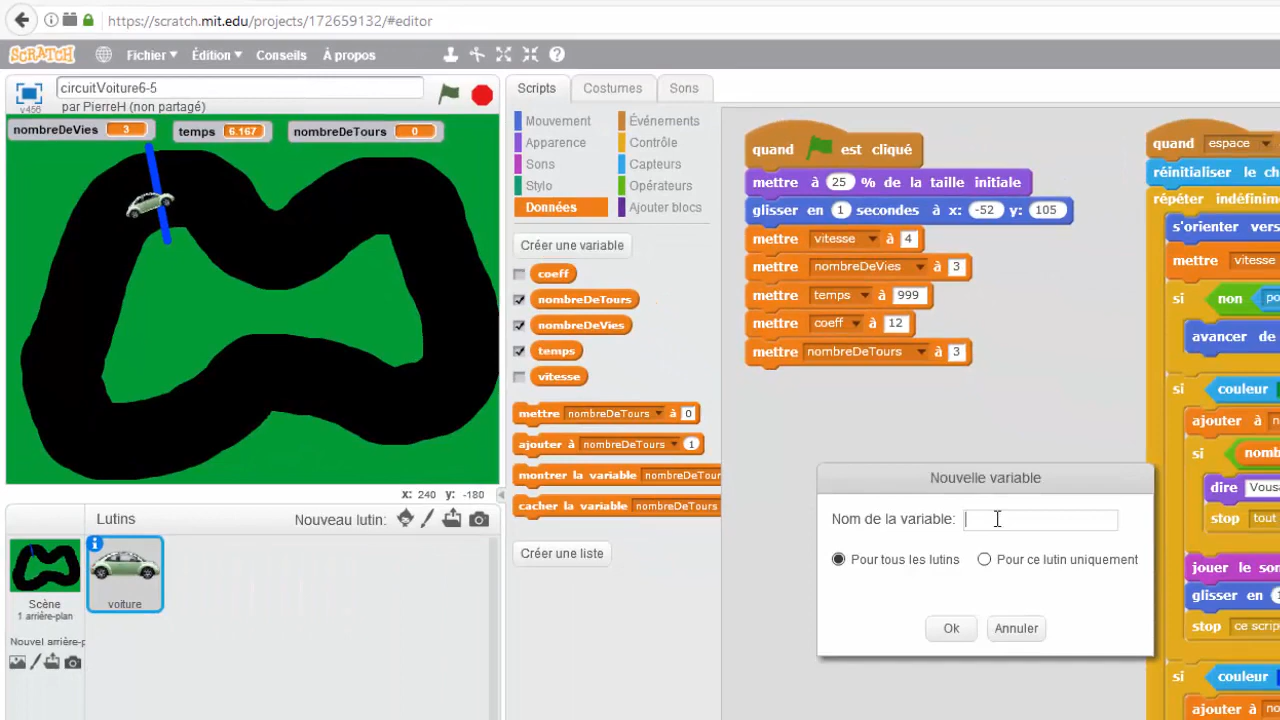 https://scratch.mit.edu/projects/172659132/#editor
SCRATCH Fichier Édition Conseils À propos
circuitVoiture6-5
v456 par PierreH (non partagé)
nombreDeVies 3 temps 6.167 nombreDeTours 0
x: 240 y: -180
Lutins Nouveau lutin:
Scène
1 arrière-plan
voiture
Nouvel arrière-p
Scripts Costumes Sons
Mouvement Événements
Apparence Contrôle
Sons Capteurs
Stylo Opérateurs
Données Ajouter blocs
Créer une variable
coeff
nombreDeTours
nombreDeVies
temps
vitesse
mettre nombreDeTours à 0
ajouter à nombreDeTours 1
montrer la variable nombreDeTour
cacher la variable nombreDeTours
Créer une liste
quand est cliqué
mettre à 25 % de la taille initiale
glisser en 1 secondes à x: -52 y: 105
mettre vitesse à 4
mettre nombreDeVies à 3
mettre temps à 999
mettre coeff à 12
mettre nombreDeTours à 3
quand espace
réinitialiser le ch
répéter indéfinime
s'orienter vers
mettre vitesse
si non po
avancer de
si couleur
ajouter à n
si nomb
dire Vous
stop tout
jouer le son
glisser en 1
stop ce scrip
si couleur
ajouter à no
Nouvelle variable
Nom de la variable:
Pour tous les lutins Pour ce lutin uniquement
Ok Annuler